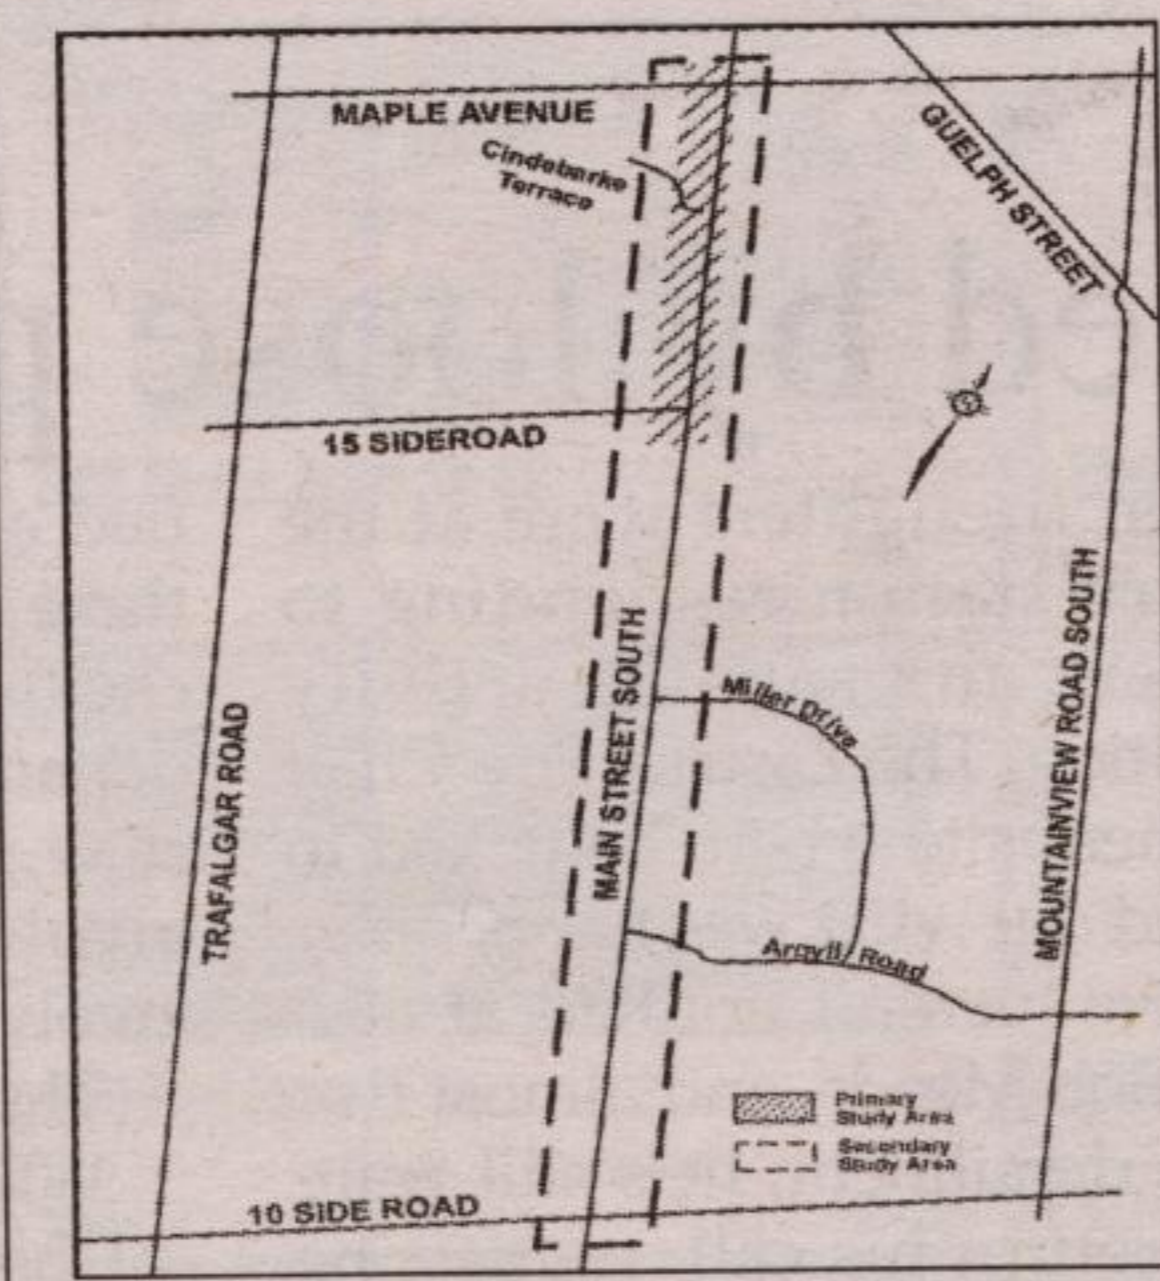 MAPLE AVENUE
Cindebarke
Terrace
GUELPH STREET
15 SIDEROAD
MAIN STREET SOUTH
Miller Drive
TRAFALGAR ROAD
MOUNTAINVIEW ROAD SOUTH
Argyll Road
Primary
Study Area
Secondary
Study Area
10 SIDE ROAD